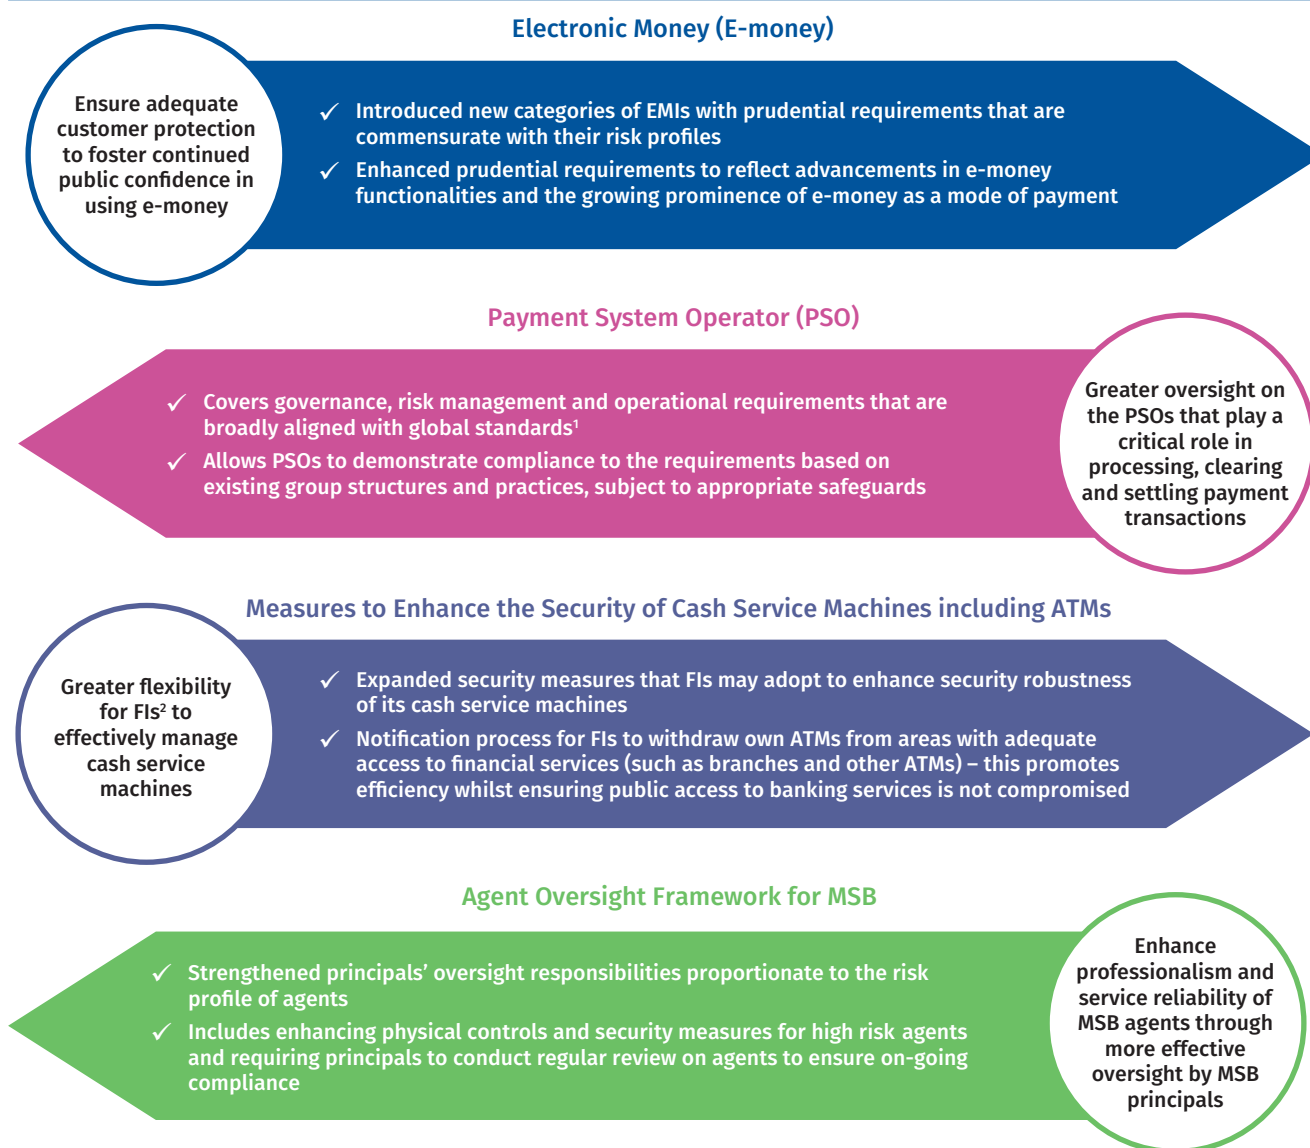 Electronic Money (E-money)
Ensure adequate
customer protection
to foster continued
public confidence in
using e-money
✓ Introduced new categories of EMIs with prudential requirements that are
commensurate with their risk profiles
✓ Enhanced prudential requirements to reflect advancements in e-money
functionalities and the growing prominence of e-money as a mode of payment
Payment System Operator (PSO)
✓ Covers governance, risk management and operational requirements that are
broadly aligned with global standards¹
✓ Allows PSOs to demonstrate compliance to the requirements based on
existing group structures and practices, subject to appropriate safeguards
Greater oversight on
the PSOs that play a
critical role in
processing, clearing
and settling payment
transactions
Measures to Enhance the Security of Cash Service Machines including ATMs
Greater flexibility
for FIs² to
effectively manage
cash service
machines
✓ Expanded security measures that FIs may adopt to enhance security robustness
of its cash service machines
✓ Notification process for FIs to withdraw own ATMs from areas with adequate
access to financial services (such as branches and other ATMs) – this promotes
efficiency whilst ensuring public access to banking services is not compromised
Agent Oversight Framework for MSB
✓ Strengthened principals’ oversight responsibilities proportionate to the risk
profile of agents
✓ Includes enhancing physical controls and security measures for high risk agents
and requiring principals to conduct regular review on agents to ensure on-going
compliance
Enhance
professionalism and
service reliability of
MSB agents through
more effective
oversight by MSB
principals